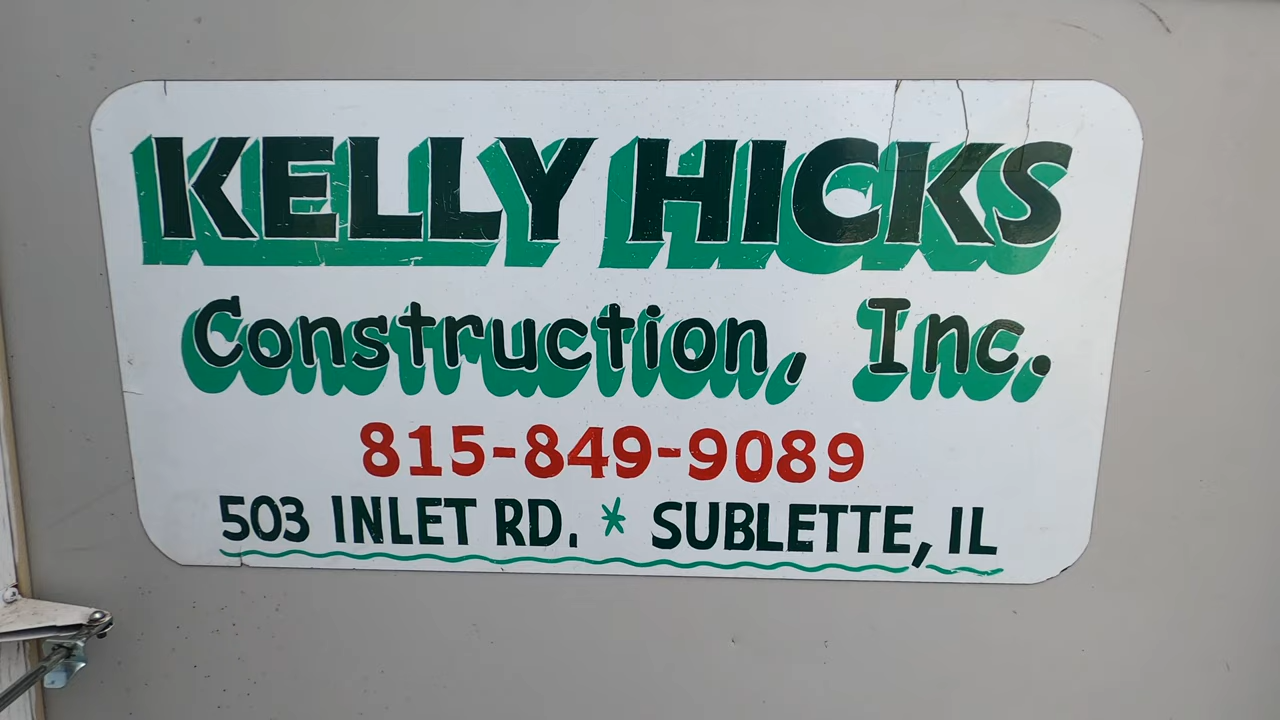 KELLY HICKS
Construction, Inc.
815-849-9089
503 INLET RD. * SUBLETTE, IL